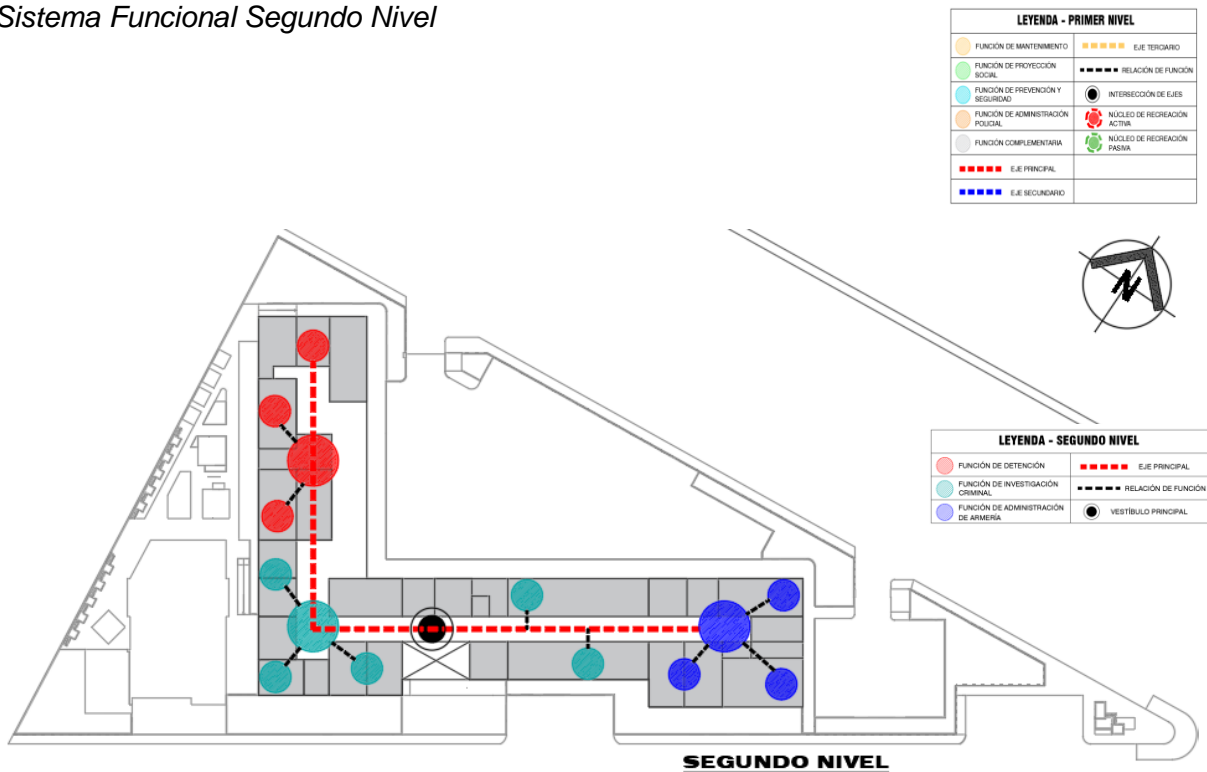 Sistema Funcional Segundo Nivel
LEYENDA - PRIMER NIVEL
FUNCIÓN DE MANTENIMIENTO
EJE TERCIARIO
FUNCIÓN DE PROYECCIÓN
SOCIAL
RELACIÓN DE FUNCIÓN
FUNCIÓN DE PREVENCIÓN Y
SEGURIDAD
INTERSECCIÓN DE EJES
FUNCIÓN DE ADMINISTRACIÓN
POLICIAL
NÚCLEO DE RECREACIÓN
ACTIVA
FUNCIÓN COMPLEMENTARIA
NÚCLEO DE RECREACIÓN
PASIVA
EJE PRINCIPAL
EJE SECUNDARIO
N
LEYENDA - SEGUNDO NIVEL
FUNCIÓN DE DETENCIÓN
EJE PRINCIPAL
FUNCIÓN DE INVESTIGACIÓN
CRIMINAL
RELACIÓN DE FUNCIÓN
FUNCIÓN DE ADMINISTRACIÓN
DE ARMERÍA
VESTÍBULO PRINCIPAL
SEGUNDO NIVEL